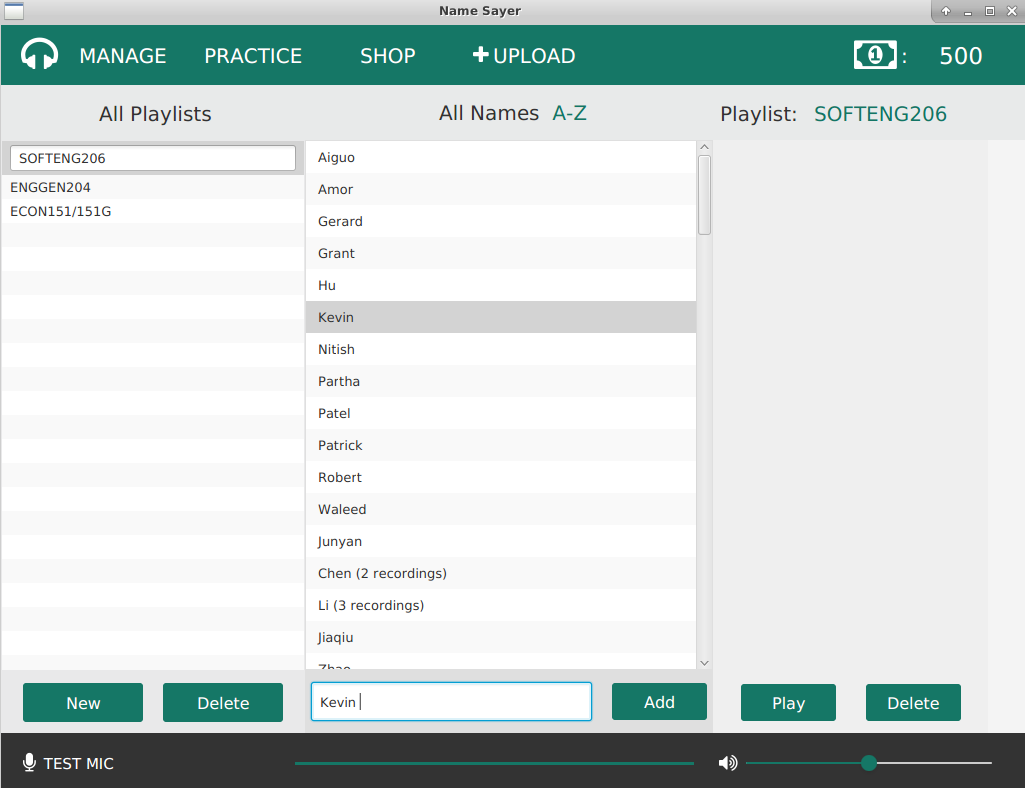 Name Sayer
MANAGE PRACTICE SHOP UPLOAD 1 : 500
All Playlists
All Names A-Z
Playlist: SOFTENG206
SOFTENG206
ENGGEN204
ECON151/151G
Aiguo
Amor
Gerard
Grant
Hu
Kevin
Nitish
Partha
Patel
Patrick
Robert
Waleed
Junyan
Chen (2 recordings)
Li (3 recordings)
Jiaqiu
Zhao
New Delete
Kevin
Add
Play Delete
TEST MIC